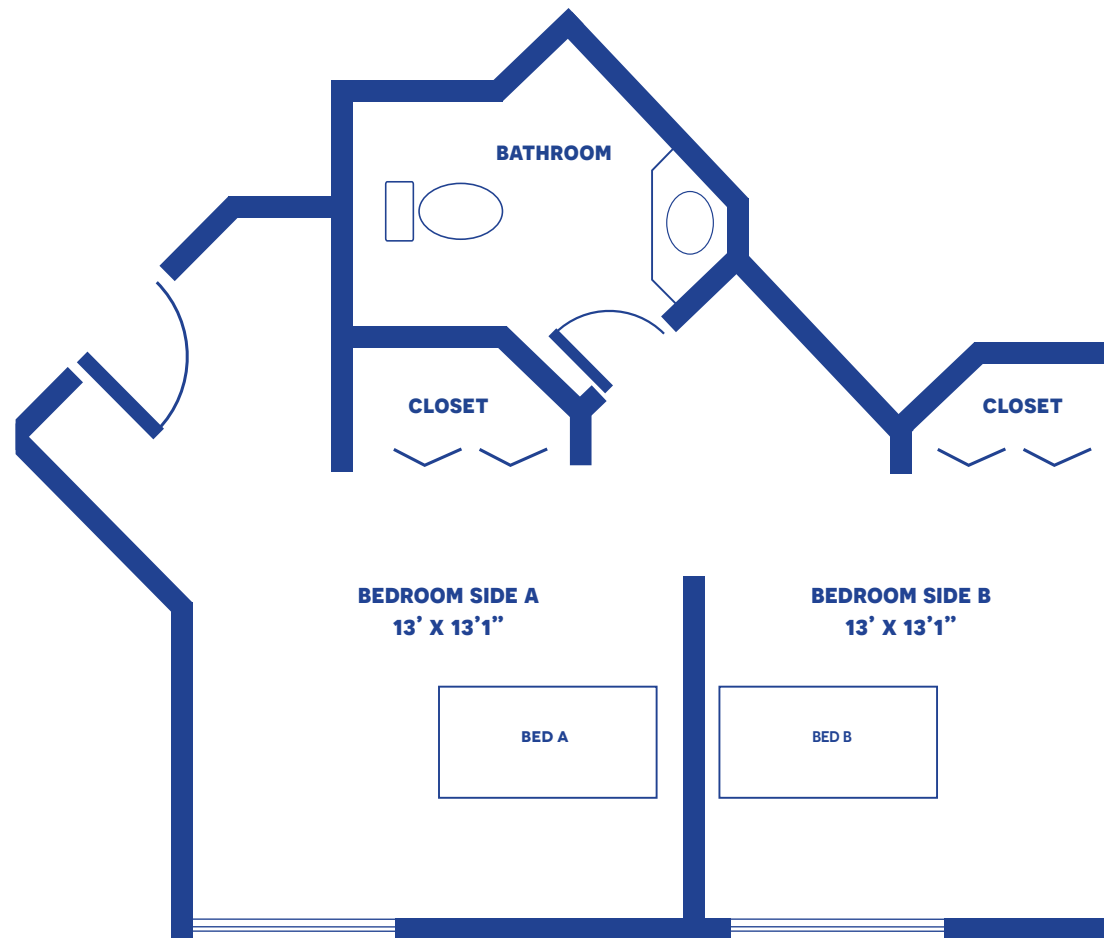 BATHROOM
CLOSET
CLOSET
BEDROOM SIDE A
13’ X 13’1”
BEDROOM SIDE B
13’ X 13’1”
BED A
BED B